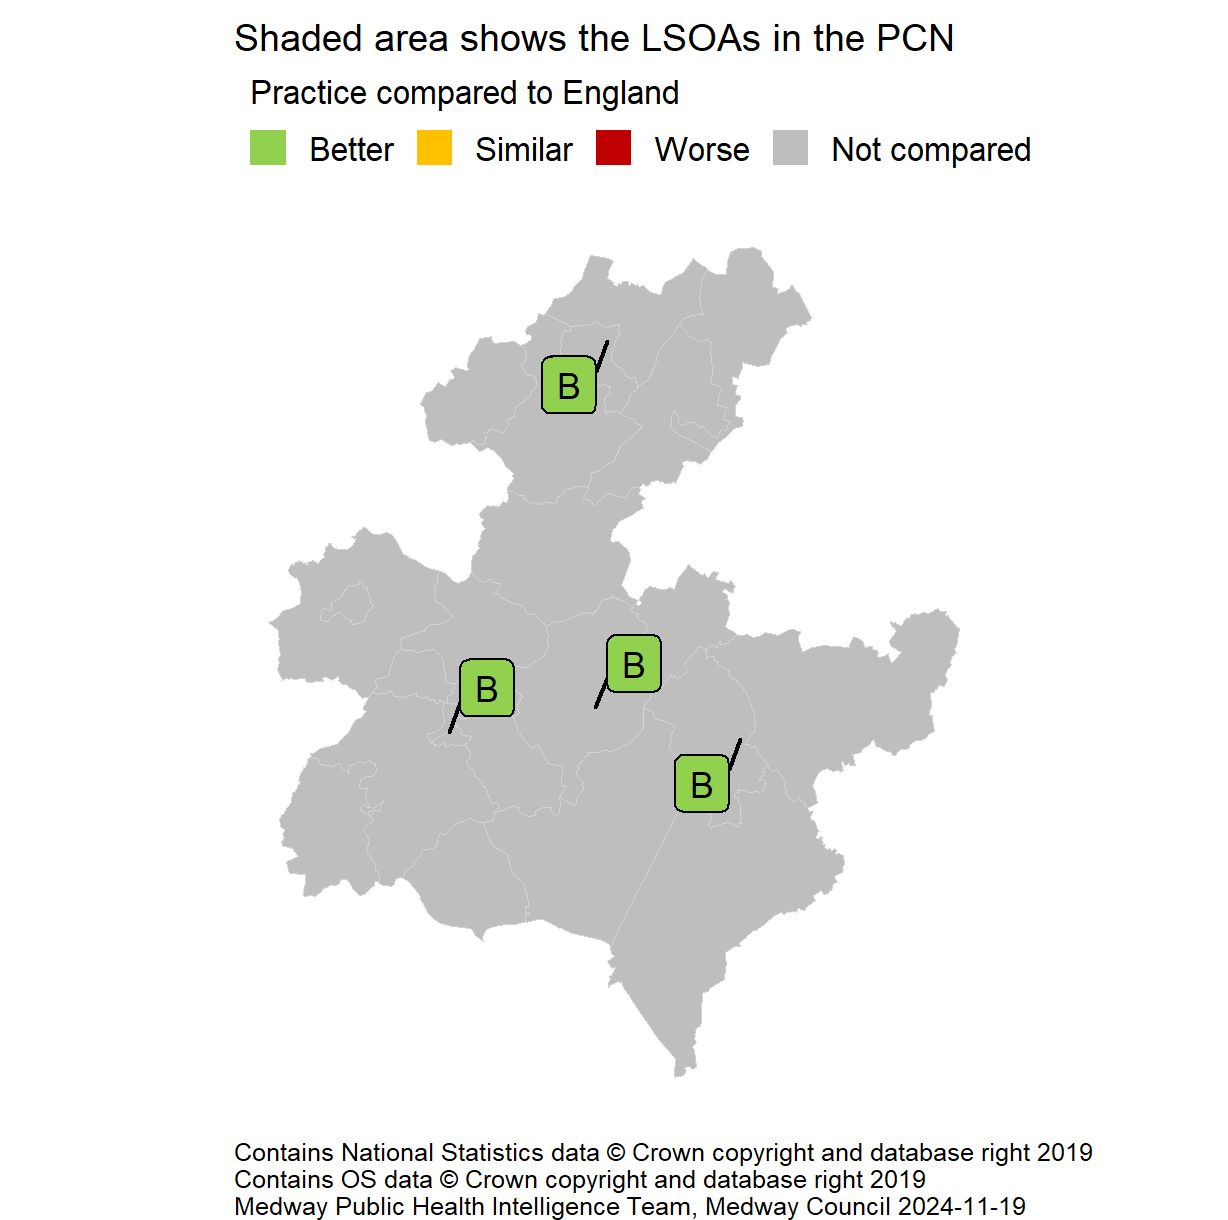 Shaded area shows the LSOAs in the PCN
Practice compared to England
Better Similar Worse Not compared
B
B
B
B
Contains National Statistics data © Crown copyright and database right 2019
Contains OS data © Crown copyright and database right 2019
Medway Public Health Intelligence Team, Medway Council 2024-11-19